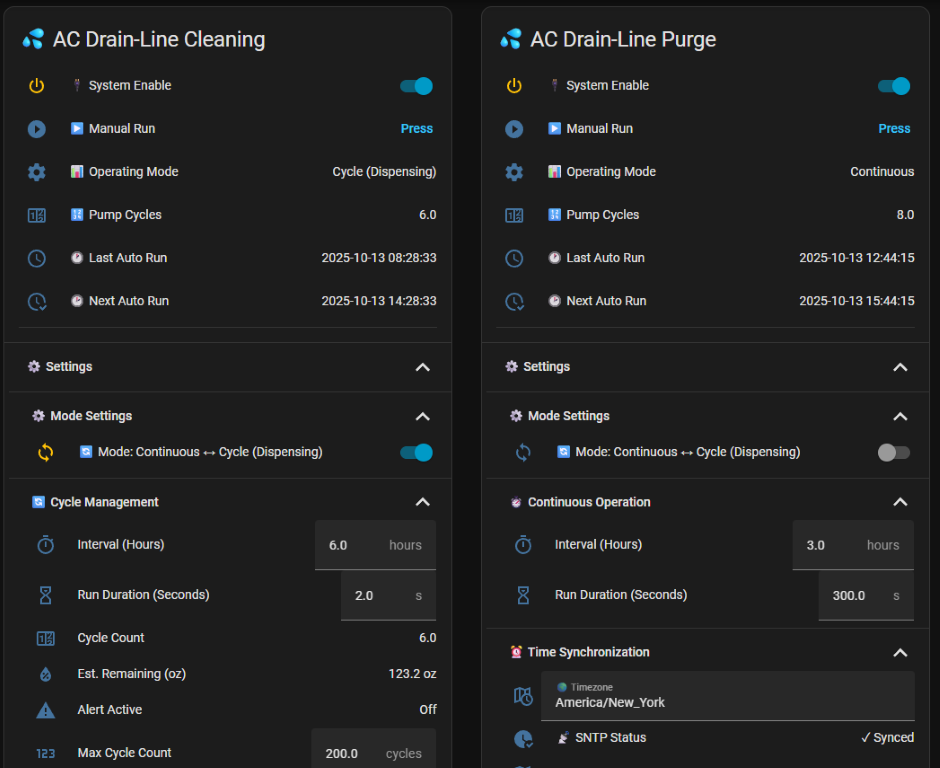 AC Drain-Line Cleaning
System Enable
Manual Run Press
Operating Mode Cycle (Dispensing)
Pump Cycles 6.0
Last Auto Run 2025-10-13 08:28:33
Next Auto Run 2025-10-13 14:28:33
Settings
Mode Settings
Mode: Continuous ↔ Cycle (Dispensing)
Cycle Management
Interval (Hours) 6.0 hours
Run Duration (Seconds) 2.0 s
Cycle Count 6.0
Est. Remaining (oz) 123.2 oz
Alert Active Off
Max Cycle Count 200.0 cycles
AC Drain-Line Purge
System Enable
Manual Run Press
Operating Mode Continuous
Pump Cycles 8.0
Last Auto Run 2025-10-13 12:44:15
Next Auto Run 2025-10-13 15:44:15
Settings
Mode Settings
Mode: Continuous ↔ Cycle (Dispensing)
Continuous Operation
Interval (Hours) 3.0 hours
Run Duration (Seconds) 300.0 s
Time Synchronization
Timezone
America/New_York
SNTP Status ✓ Synced